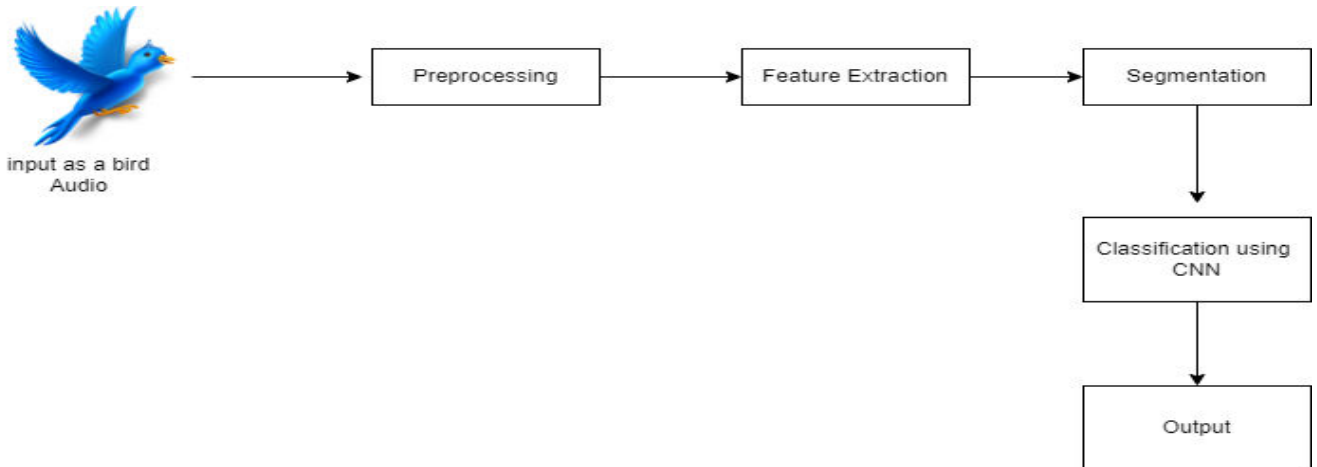 input as a bird
Audio
Preprocessing
Feature Extraction
Segmentation
Classification using
CNN
Output